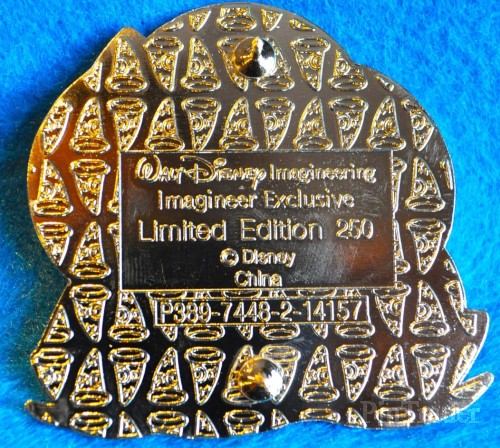 Walt Disney Imagineering
Imagineer Exclusive
Limited Edition 250
© Disney
China
P389-7448-2-14157